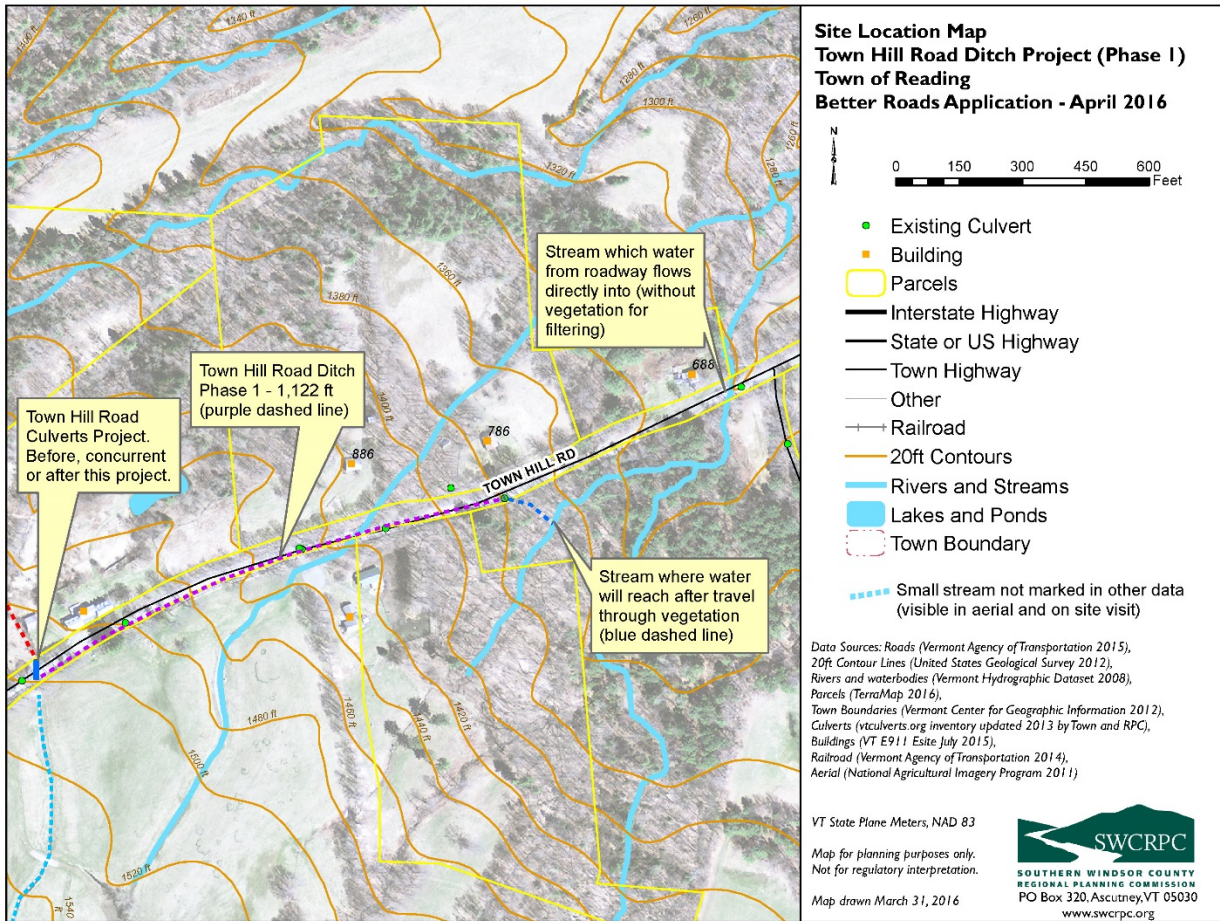 Site Location Map
Town Hill Road Ditch Project (Phase 1)
Town of Reading
Better Roads Application - April 2016
N
0 150 300 450 600
Feet
Existing Culvert
Building
Parcels
Interstate Highway
State or US Highway
Town Highway
Other
Railroad
20ft Contours
Rivers and Streams
Lakes and Ponds
Town Boundary
Small stream not marked in other data
(visible in aerial and on site visit)
Data Sources: Roads (Vermont Agency of Transportation 2015),
20ft Contour Lines (United States Geological Survey 2012),
Rivers and waterbodies (Vermont Hydrographic Dataset 2008),
Parcels (TerraMap 2016),
Town Boundaries (Vermont Center for Geographic Information 2012),
Culverts (vtculverts.org inventory updated 2013 by Town and RPC),
Buildings (VT E911 Esite July 2015),
Railroad (Vermont Agency of Transportation 2014),
Aerial (National Agricultural Imagery Program 2011)
VT State Plane Meters, NAD 83
Map for planning purposes only.
Not for regulatory interpretation.
Map drawn March 31, 2016
SWCRPC
SOUTHERN WINDSOR COUNTY
REGIONAL PLANNING COMMISSION
PO Box 320, Ascutney, VT 05030
www.swcrpc.org
1340 ft
1260 ft
1280 ft
1300 ft
1260 ft
1320 ft
1280 ft
Stream which water
from roadway flows
directly into (without
vegetation for
filtering)
1360 ft
1380 ft
Town Hill Road Ditch
Phase 1 - 1,122 ft
(purple dashed line)
688
1400 ft
Town Hill Road
Culverts Project.
Before, concurrent
or after this project.
786
886
TOWN HILL RD
Stream where water
will reach after travel
through vegetation
(blue dashed line)
1480 ft
1460 ft
1440 ft
1420 ft
1500 ft
1520 ft
1540 ft